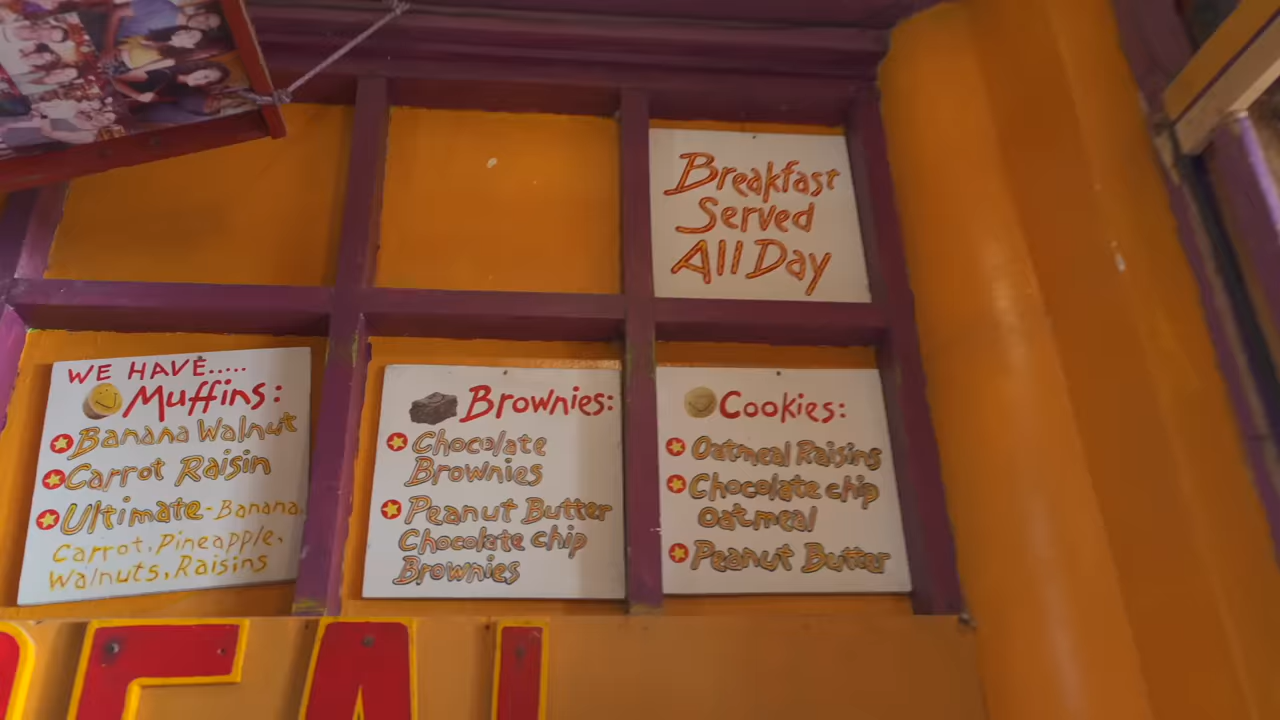 Breakfast
Served
All Day
WE HAVE.....
Muffins:
Banana Walnut
Carrot Raisin
Ultimate - Banana,
Carrot, Pineapple,
Walnuts, Raisins
Brownies:
Chocolate
Brownies
Peanut Butter
Chocolate chip
Brownies
Cookies:
Oatmeal Raisins
Chocolate chip
Oatmeal
Peanut Butter